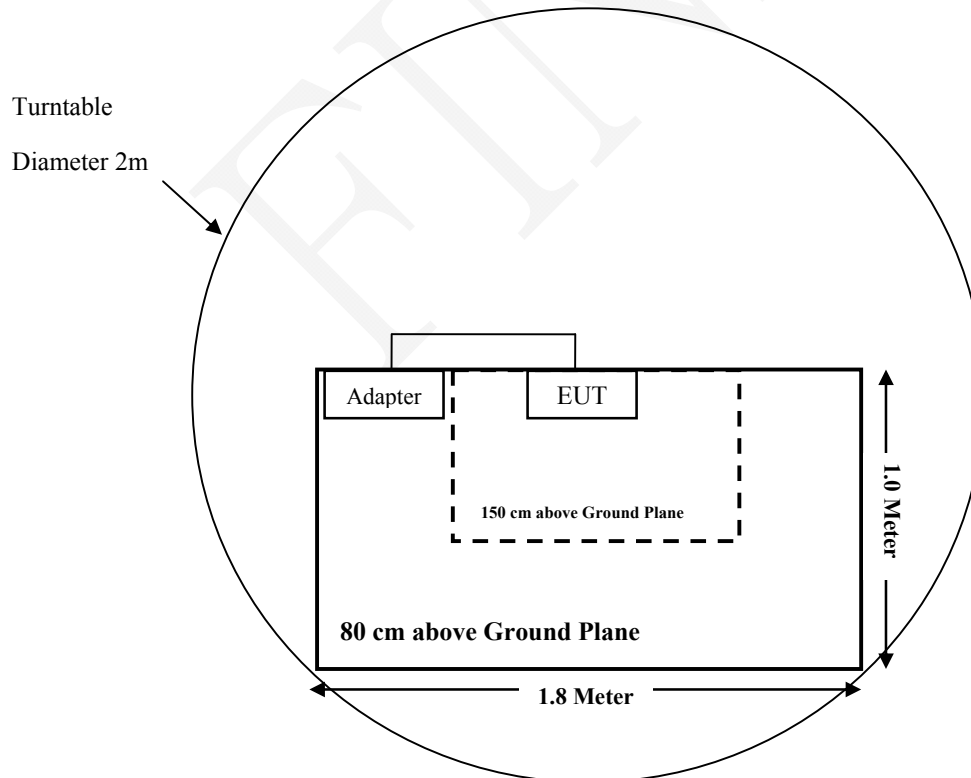 Turntable
Diameter 2m
Adapter
EUT
150 cm above Ground Plane
1.0 Meter
80 cm above Ground Plane
1.8 Meter